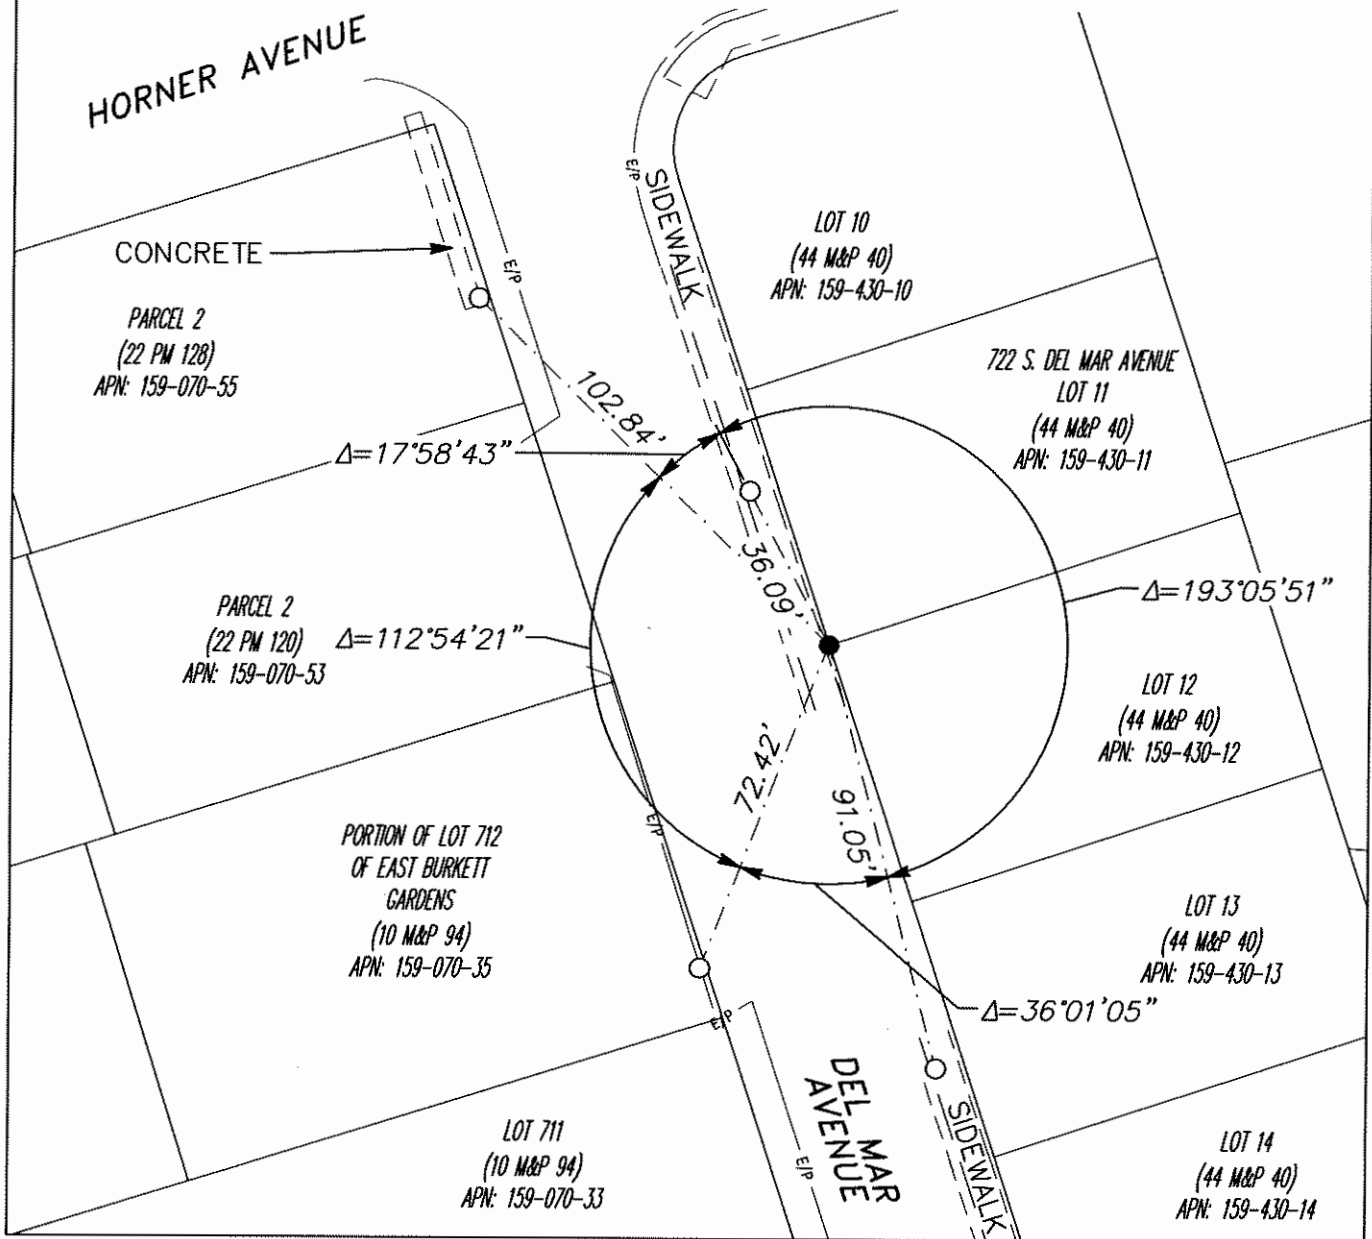 HORNER AVENUE
E/P
SIDEWALK
LOT 10
(44 M&P 40)
APN: 159-430-10
CONCRETE
E/P
PARCEL 2
(22 PM 128)
APN: 159-070-55
722 S. DEL MAR AVENUE
LOT 11
(44 M&P 40)
APN: 159-430-11
102.84'
Δ=17°58'43"
36.09'
Δ=193°05'51"
PARCEL 2
(22 PM 120)
APN: 159-070-53
Δ=112°54'21"
LOT 12
(44 M&P 40)
APN: 159-430-12
72.42'
91.05'
E/P
PORTION OF LOT 712
OF EAST BURKETT
GARDENS
(10 M&P 94)
APN: 159-070-35
LOT 13
(44 M&P 40)
APN: 159-430-13
Δ=36°01'05"
E/P
DEL MAR
AVENUE
E/P
SIDEWALK
LOT 711
(10 M&P 94)
APN: 159-070-33
LOT 14
(44 M&P 40)
APN: 159-430-14